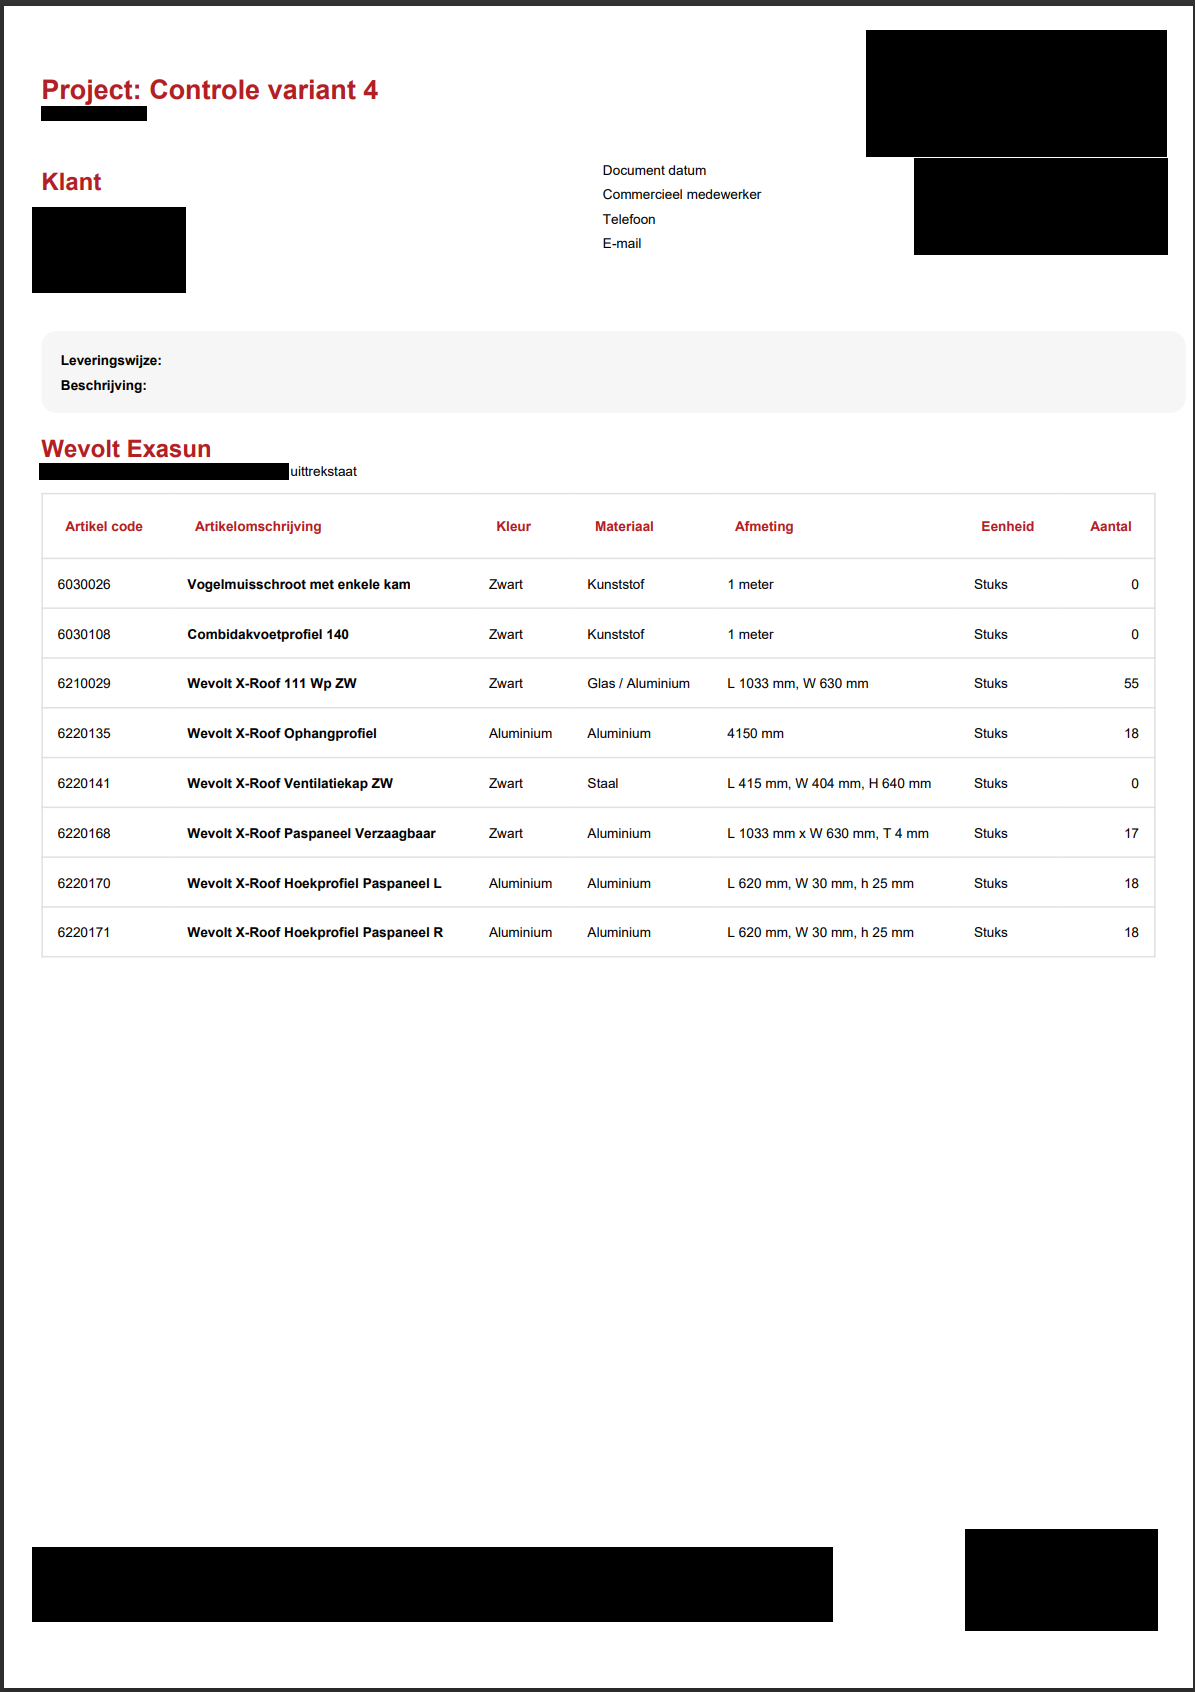 Project: Controle variant 4
Klant
Document datum
Commercieel medewerker
Telefoon
E-mail
Leveringswijze:
Beschrijving:
Wevolt Exasun
uittrekstaat
Artikel code Artikelomschrijving Kleur Materiaal Afmeting Eenheid Aantal
6030026 Vogelmuisschroot met enkele kam Zwart Kunststof 1 meter Stuks 0
6030108 Combidakvoetprofiel 140 Zwart Kunststof 1 meter Stuks 0
6210029 Wevolt X-Roof 111 Wp ZW Zwart Glas / Aluminium L 1033 mm, W 630 mm Stuks 55
6220135 Wevolt X-Roof Ophangprofiel Aluminium Aluminium 4150 mm Stuks 18
6220141 Wevolt X-Roof Ventilatiekap ZW Zwart Staal L 415 mm, W 404 mm, H 640 mm Stuks 0
6220168 Wevolt X-Roof Paspaneel Verzaagbaar Zwart Aluminium L 1033 mm x W 630 mm, T 4 mm Stuks 17
6220170 Wevolt X-Roof Hoekprofiel Paspaneel L Aluminium Aluminium L 620 mm, W 30 mm, h 25 mm Stuks 18
6220171 Wevolt X-Roof Hoekprofiel Paspaneel R Aluminium Aluminium L 620 mm, W 30 mm, h 25 mm Stuks 18